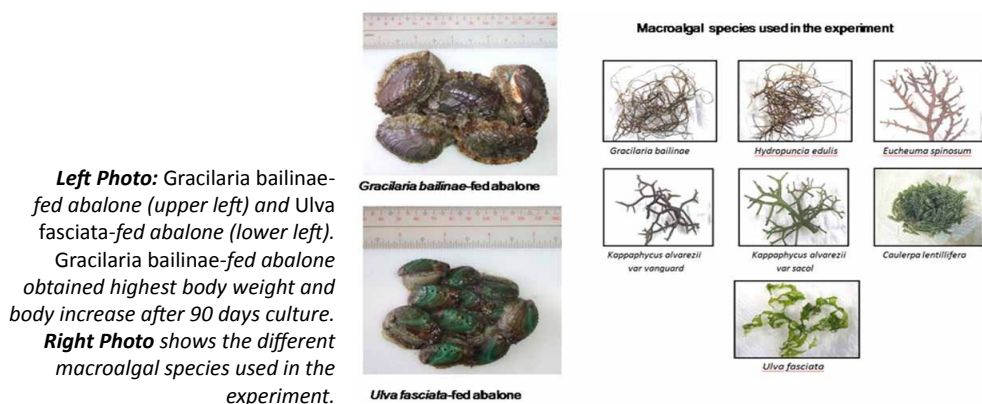 Left Photo: Gracilaria bailinae-
fed abalone (upper left) and Ulva
fasciata-fed abalone (lower left).
Gracilaria bailinae-fed abalone
obtained highest body weight and
body increase after 90 days culture.
Right Photo shows the different
macroalgal species used in the
experiment.
Gracilaria bailinae-fed abalone
Ulva fasciata-fed abalone
Macroalgal species used in the experiment
Gracilaria bailinae
Hydropuncia edulis
Eucheuma spinosum
Kappaphycus alvarezii
var vanguard
Kappaphycus alvarezii
var sacol
Caulerpa lentillifera
Ulva fasciata